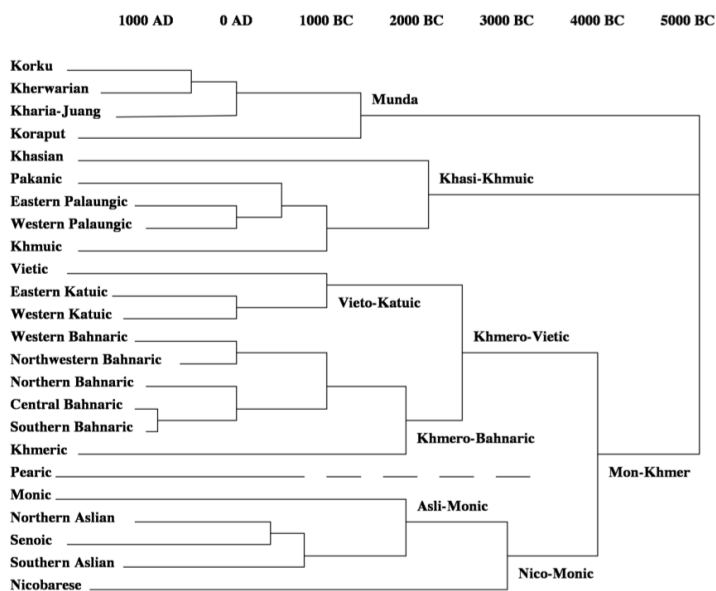 1000 AD 0 AD 1000 BC 2000 BC 3000 BC 4000 BC 5000 BC
Korku
Kherwarian
Munda
Kharia-Juang
Koraput
Khasian
Pakanic
Khasi-Khmuic
Eastern Palaungic
Western Palaungic
Khmuic
Vietic
Eastern Katuic
Vieto-Katuic
Western Katuic
Western Bahnaric
Khmero-Vietic
Northwestern Bahnaric
Northern Bahnaric
Central Bahnaric
Southern Bahnaric
Khmero-Bahnaric
Khmeric
Pearic
Mon-Khmer
Monic
Asli-Monic
Northern Aslian
Senoic
Southern Aslian
Nico-Monic
Nicobarese